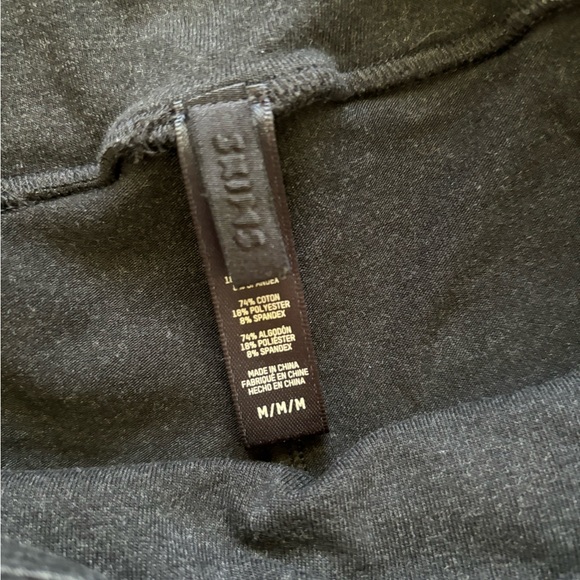 SKIMS
74% COTTON
18% POLYESTER
8% SPANDEX
74% ALGODÓN
18% POLIÉSTER
8% SPANDEX
MADE IN CHINA
FABRIQUÉ EN CHINE
HECHO EN CHINA
M/M/M